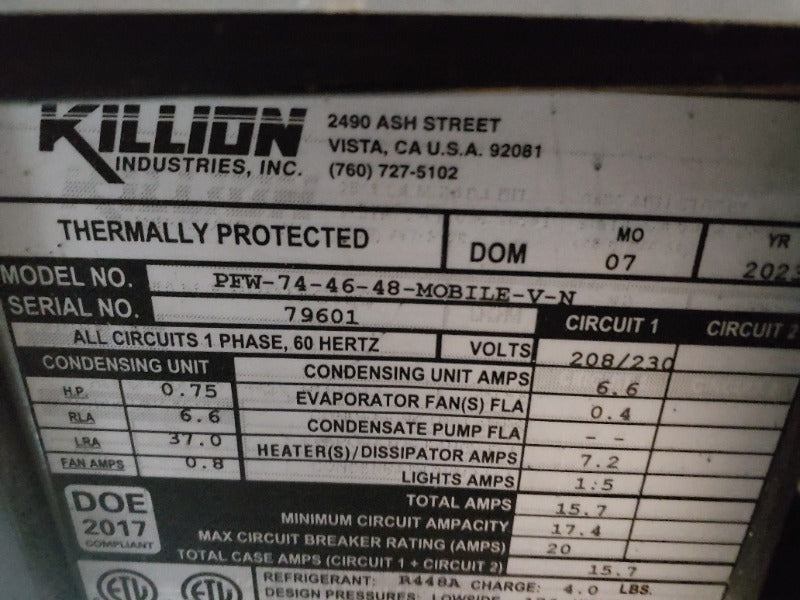 KILLION
INDUSTRIES, INC.
2490 ASH STREET
VISTA, CA U.S.A. 92081
(760) 727-5102
THERMALLY PROTECTED DOM MO 07 YR 2023
MODEL NO. PFW-74-46-48-MOBILE-V-N
SERIAL NO. 79601 CIRCUIT 1 CIRCUIT 2
ALL CIRCUITS 1 PHASE, 60 HERTZ VOLTS 208/230
CONDENSING UNIT CONDENSING UNIT AMPS 6.6
H.P. 0.75 EVAPORATOR FAN(S) FLA 0.4
RLA 6.6 CONDENSATE PUMP FLA - -
LRA 37.0 HEATER(S)/DISSIPATOR AMPS 7.2
FAN AMPS 0.8 LIGHTS AMPS 1.5
DOE
2017
COMPLIANT
TOTAL AMPS 15.7
MINIMUM CIRCUIT AMPACITY 17.4
MAX CIRCUIT BREAKER RATING (AMPS) 20
TOTAL CASE AMPS (CIRCUIT 1 + CIRCUIT 2) 15.7
ETL ETL
REFRIGERANT: R448A CHARGE: 4.0 LBS.
DESIGN PRESSURES: LOWSIDE